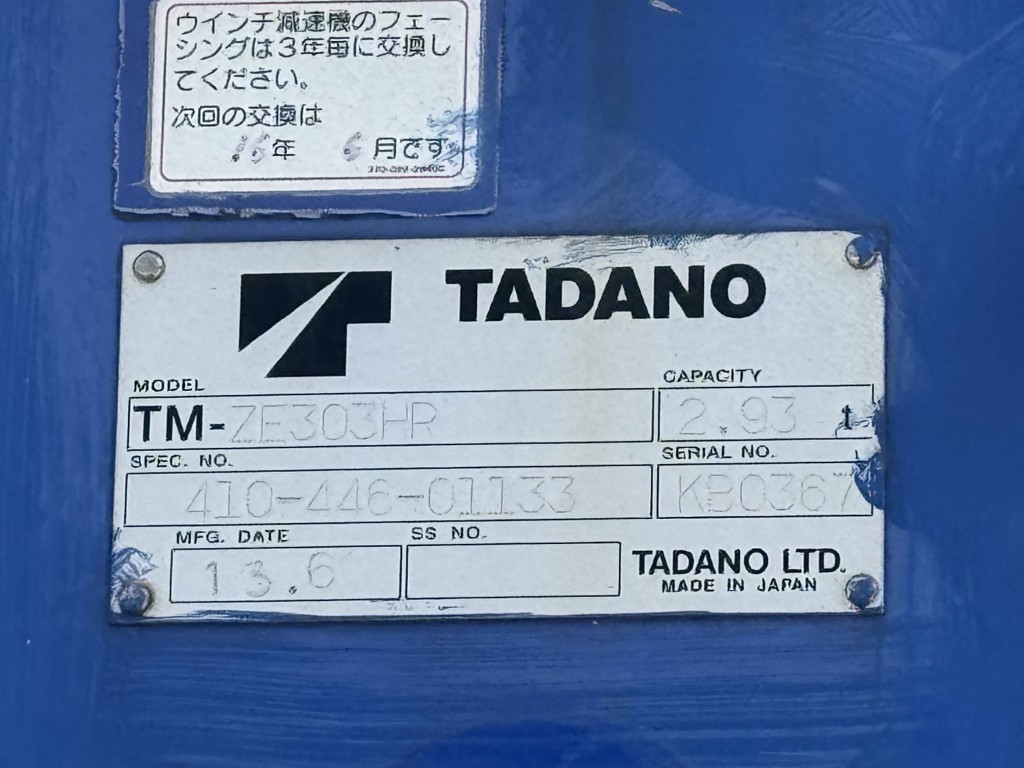 ウインチ減速機のフェー
シングは3年毎に交換し
てください。
次回の交換は
16年 6月です
TADANO
MODEL
TM-ZE303HR
CAPACITY
2.93 t
SPEC. NO.
410-446-01133
SERIAL NO.
KB0367
MFG. DATE
13.6
SS NO.
TADANO LTD.
MADE IN JAPAN